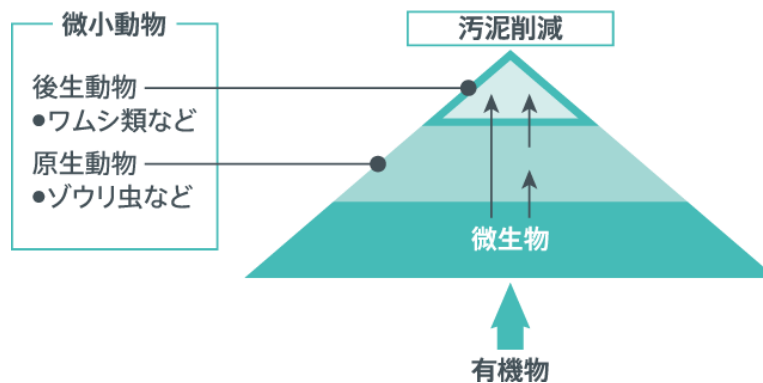 微小動物
後生動物
●ワムシ類など
原生動物
●ゾウリ虫など
汚泥削減
微生物
有機物